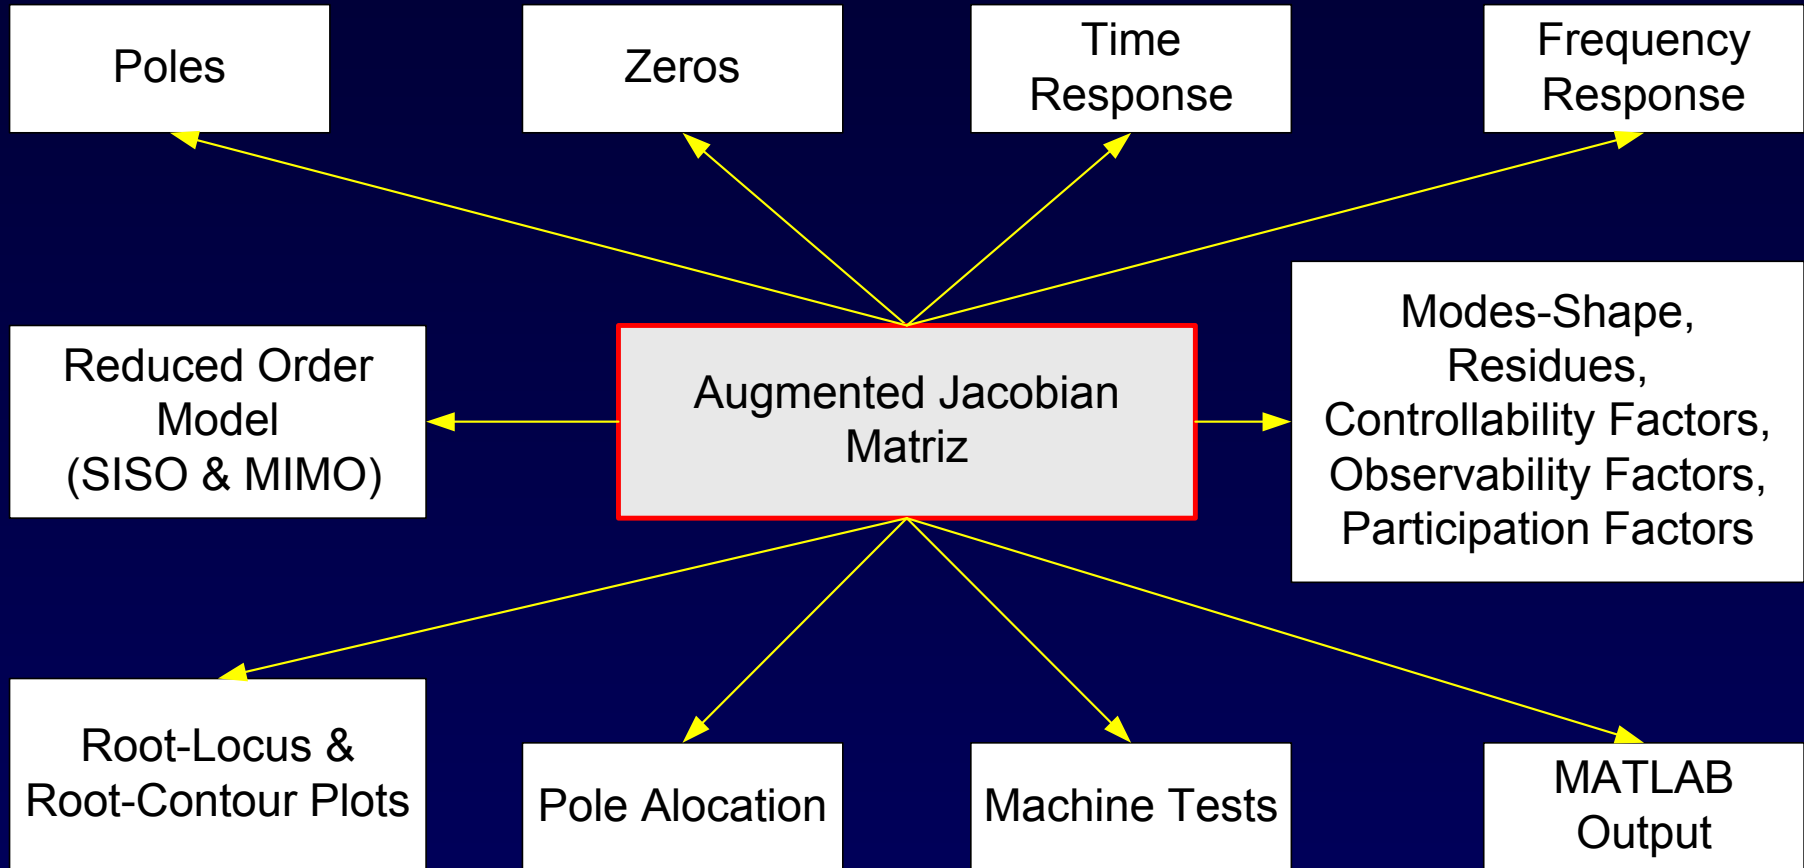 Poles
Zeros
Time
Response
Frequency
Response
Reduced Order
Model
(SISO & MIMO)
Augmented Jacobian
Matriz
Modes-Shape,
Residues,
Controllability Factors,
Observability Factors,
Participation Factors
Root-Locus &
Root-Contour Plots
Pole Alocation
Machine Tests
MATLAB
Output